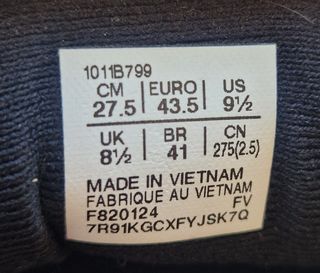 1011B799
CM EURO US
27.5 43.5 9½
UK BR CN
8½ 41 275(2.5)
MADE IN VIETNAM
FABRIQUE AU VIETNAM
F820124 FV
7R91KGCXFYJSK7Q